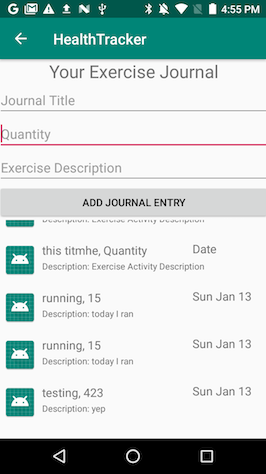 4:55 PM
HealthTracker
Your Exercise Journal
Journal Title
Quantity
Exercise Description
ADD JOURNAL ENTRY
Description: Exercise Activity Description
this titmhe, Quantity Date
Description: Exercise Activity Description
running, 15 Sun Jan 13
Description: today I ran
running, 15 Sun Jan 13
Description: today I ran
testing, 423 Sun Jan 13
Description: yep